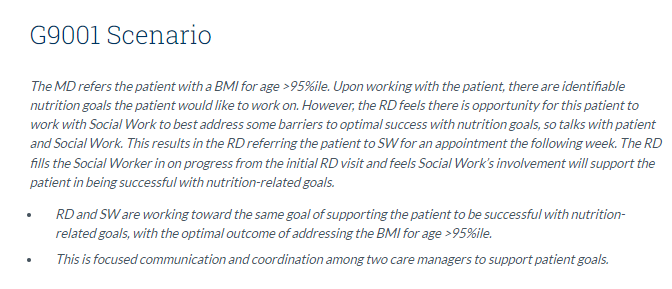 G9001 Scenario
The MD refers the patient with a BMI for age >95%ile. Upon working with the patient, there are identifiable
nutrition goals the patient would like to work on. However, the RD feels there is opportunity for this patient to
work with Social Work to best address some barriers to optimal success with nutrition goals, so talks with patient
and Social Work. This results in the RD referring the patient to SW for an appointment the following week. The RD
fills the Social Worker in on progress from the initial RD visit and feels Social Work's involvement will support the
patient in being successful with nutrition-related goals.
• RD and SW are working toward the same goal of supporting the patient to be successful with nutrition-
related goals, with the optimal outcome of addressing the BMI for age >95%ile.
• This is focused communication and coordination among two care managers to support patient goals.